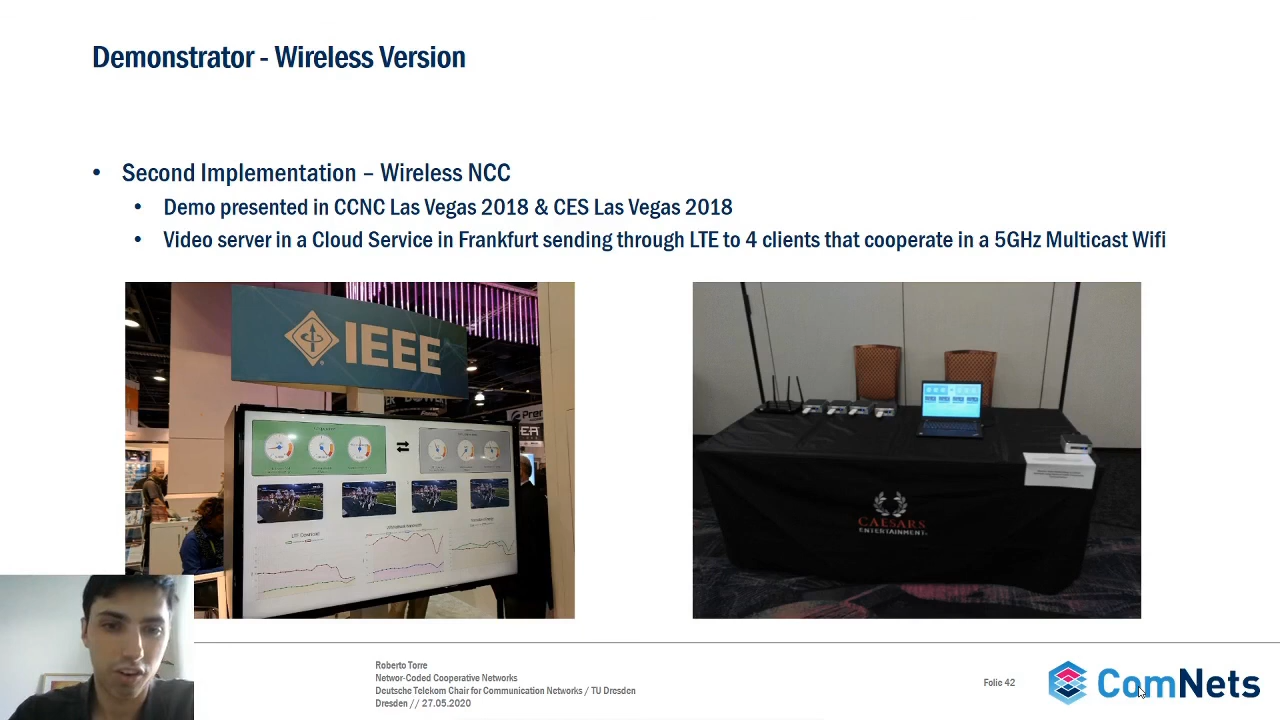 Demonstrator - Wireless Version
• Second Implementation – Wireless NCC
• Demo presented in CCNC Las Vegas 2018 & CES Las Vegas 2018
• Video server in a Cloud Service in Frankfurt sending through LTE to 4 clients that cooperate in a 5GHz Multicast Wifi
IEEE
CAESARS
ENTERTAINMENT
Roberto Torre
Networ-Coded Cooperative Networks
Deutsche Telekom Chair for Communication Networks / TU Dresden
Dresden // 27.05.2020
Folie 42
ComNets